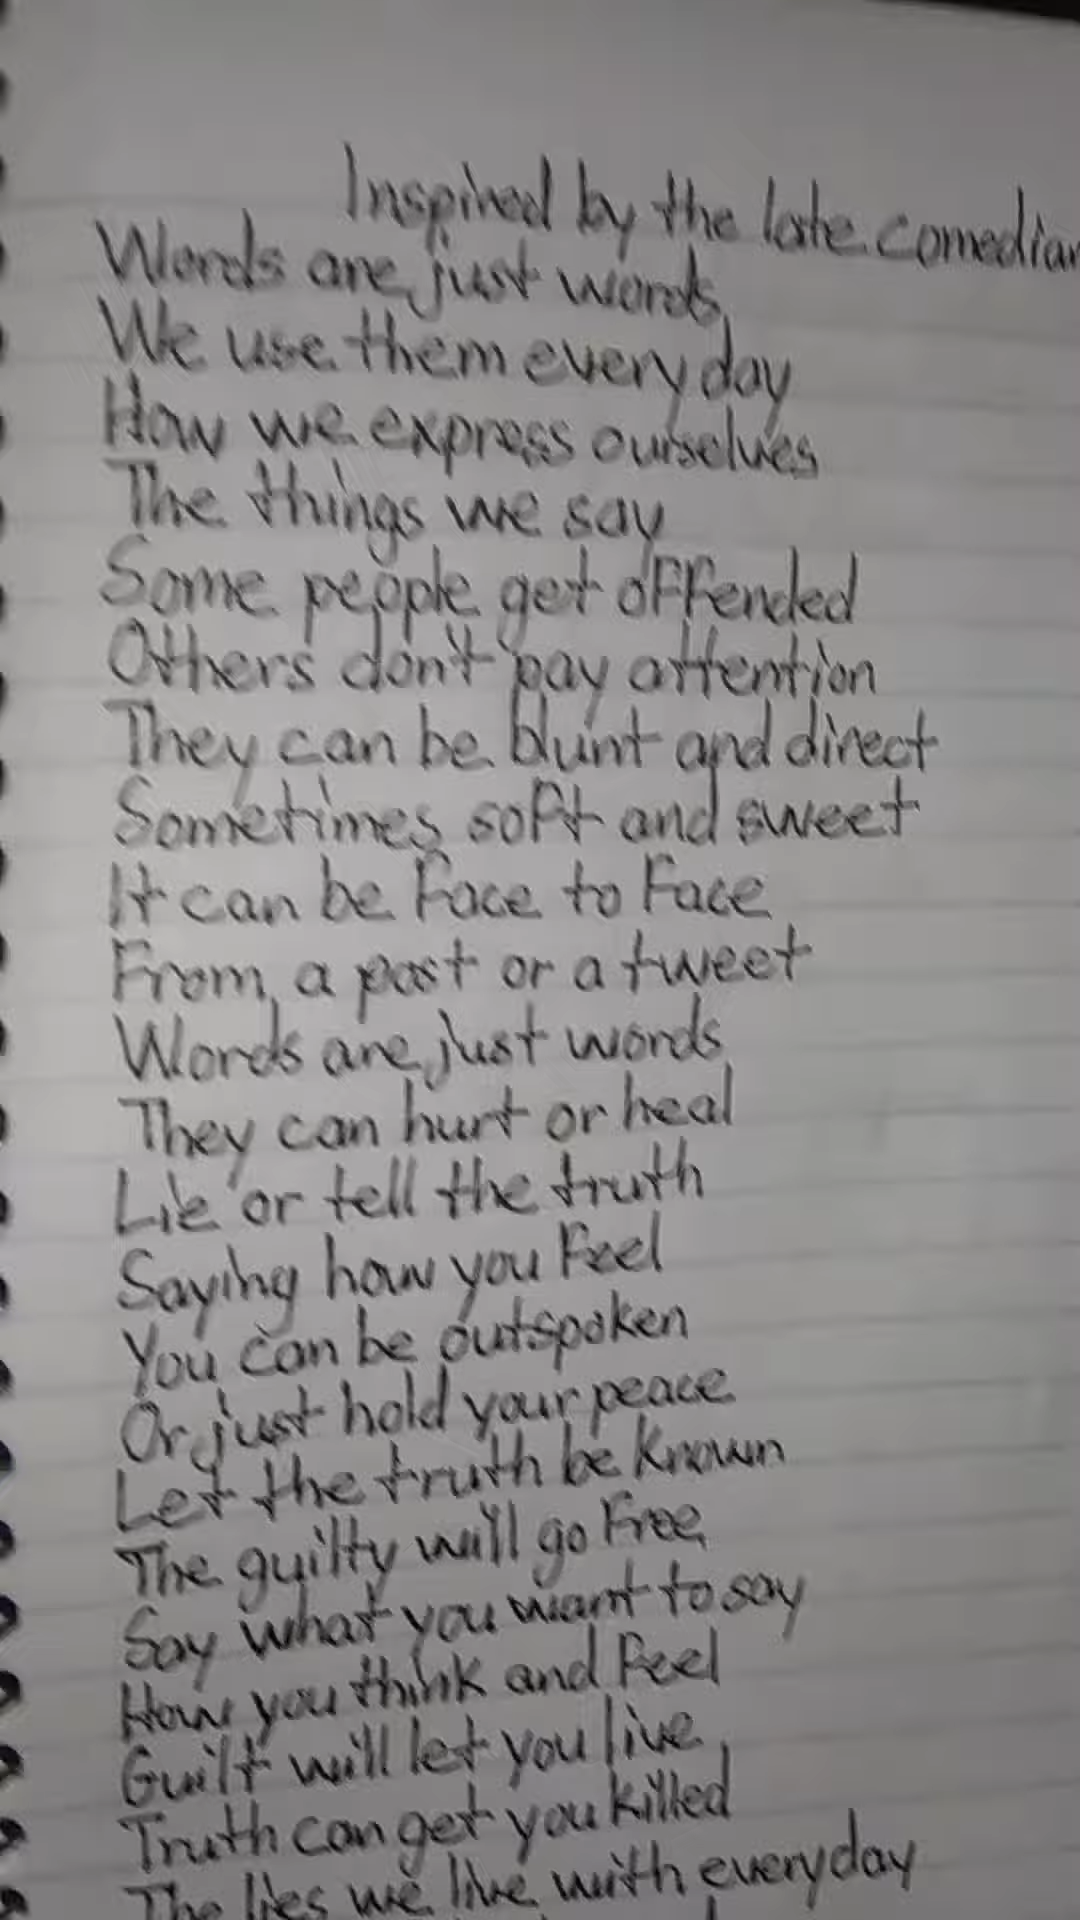 Inspired by the late comedian
Words are just words
We use them every day
How we express ourselves
The things we say
Some people get offended
Others don't pay attention
They can be blunt and direct
Sometimes soft and sweet
It can be face to face
From a post or a tweet
Words are just words
They can hurt or heal
Lie or tell the truth
Saying how you feel
You can be outspoken
Or just hold your peace
Let the truth be known
The guilty will go free
Say what you want to say
How you think and feel
Guilt will let you live
Truth can get you killed
The lies we live with everyday